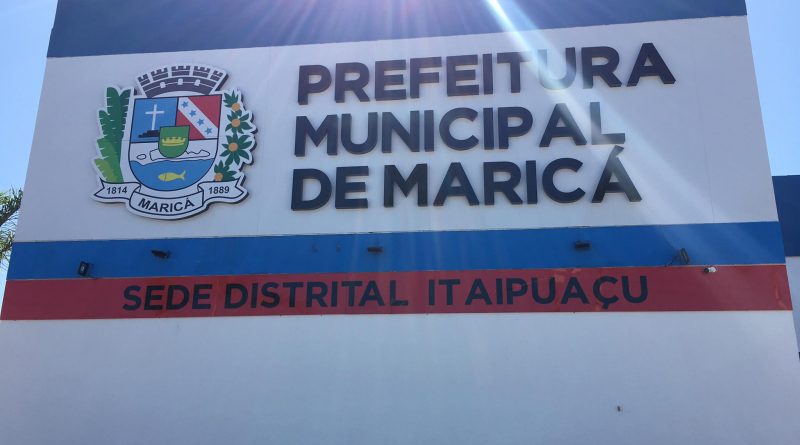 PREFEITURA
MUNICIPAL
DE MARICÁ
1814
MARICÁ
1889
SEDE DISTRITAL ITAIPUAÇU